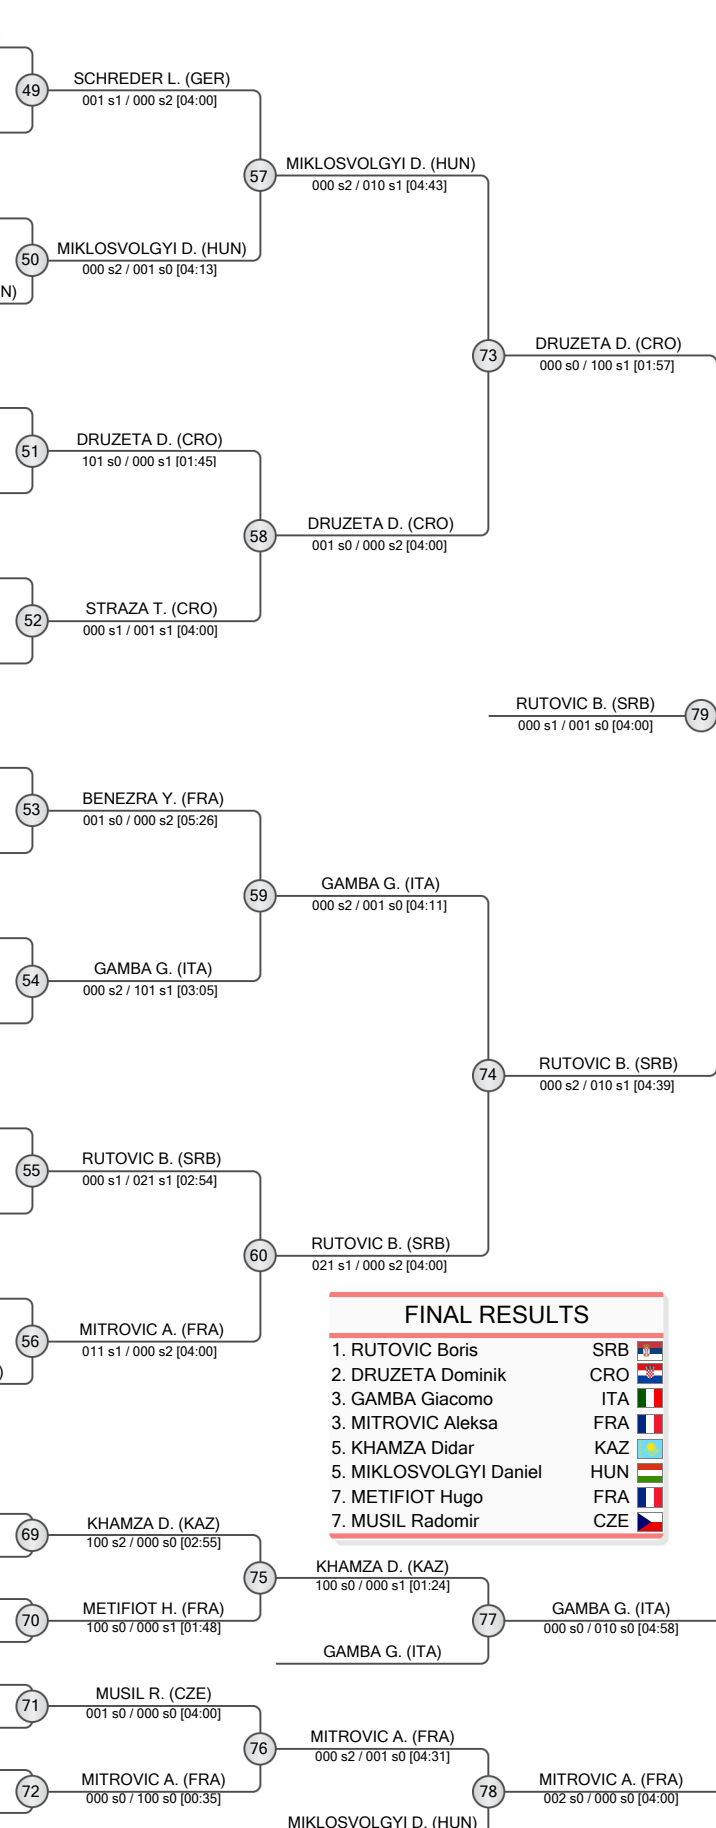 49
SCHREDER L. (GER)
001 s1 / 000 s2 [04:00]
57
MIKLOSVOLGYI D. (HUN)
000 s2 / 010 s1 [04:43]
50
MIKLOSVOLGYI D. (HUN)
000 s2 / 001 s0 [04:13]
N)
73
DRUZETA D. (CRO)
000 s0 / 100 s1 [01:57]
51
DRUZETA D. (CRO)
101 s0 / 000 s1 [01:45]
58
DRUZETA D. (CRO)
001 s0 / 000 s2 [04:00]
52
STRAZA T. (CRO)
000 s1 / 001 s1 [04:00]
RUTOVIC B. (SRB)
000 s1 / 001 s0 [04:00]
79
53
BENEZRA Y. (FRA)
001 s0 / 000 s2 [05:26]
59
GAMBA G. (ITA)
000 s2 / 001 s0 [04:11]
54
GAMBA G. (ITA)
000 s2 / 101 s1 [03:05]
74
RUTOVIC B. (SRB)
000 s2 / 010 s1 [04:39]
55
RUTOVIC B. (SRB)
000 s1 / 021 s1 [02:54]
60
RUTOVIC B. (SRB)
021 s1 / 000 s2 [04:00]
56
MITROVIC A. (FRA)
011 s1 / 000 s2 [04:00]
)
FINAL RESULTS
1. RUTOVIC Boris SRB
2. DRUZETA Dominik CRO
3. GAMBA Giacomo ITA
3. MITROVIC Aleksa FRA
5. KHAMZA Didar KAZ
5. MIKLOSVOLGYI Daniel HUN
7. METIFIOT Hugo FRA
7. MUSIL Radomir CZE
69
KHAMZA D. (KAZ)
100 s2 / 000 s0 [02:55]
75
KHAMZA D. (KAZ)
100 s0 / 000 s1 [01:24]
70
METIFIOT H. (FRA)
100 s0 / 000 s1 [01:48]
77
GAMBA G. (ITA)
000 s0 / 010 s0 [04:58]
GAMBA G. (ITA)
71
MUSIL R. (CZE)
001 s0 / 000 s0 [04:00]
76
MITROVIC A. (FRA)
000 s2 / 001 s0 [04:31]
72
MITROVIC A. (FRA)
000 s0 / 100 s0 [00:35]
78
MITROVIC A. (FRA)
002 s0 / 000 s0 [04:00]
MIKLOSVOLGYI D. (HUN)